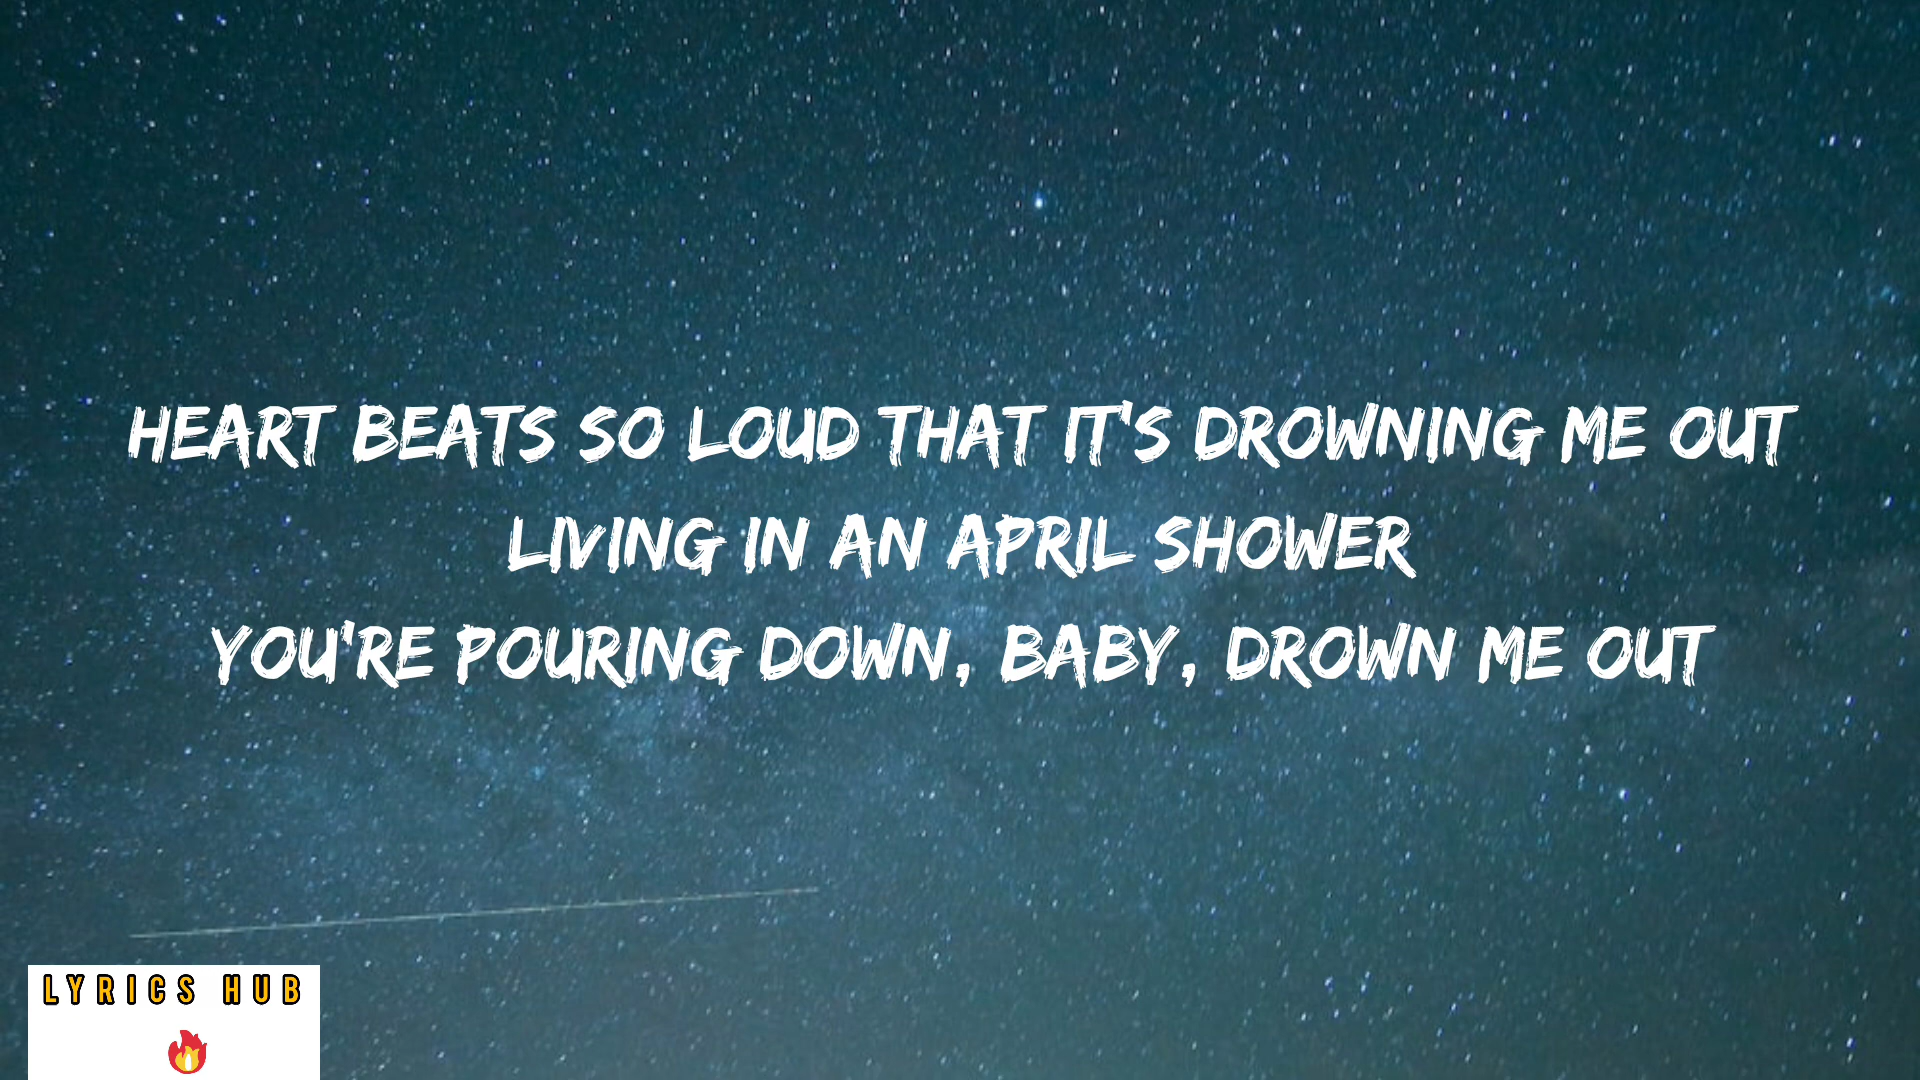 HEART BEATS SO LOUD THAT IT'S DROWNING ME OUT
LIVING IN AN APRIL SHOWER
YOU'RE POURING DOWN, BABY, DROWN ME OUT
LYRICS HUB